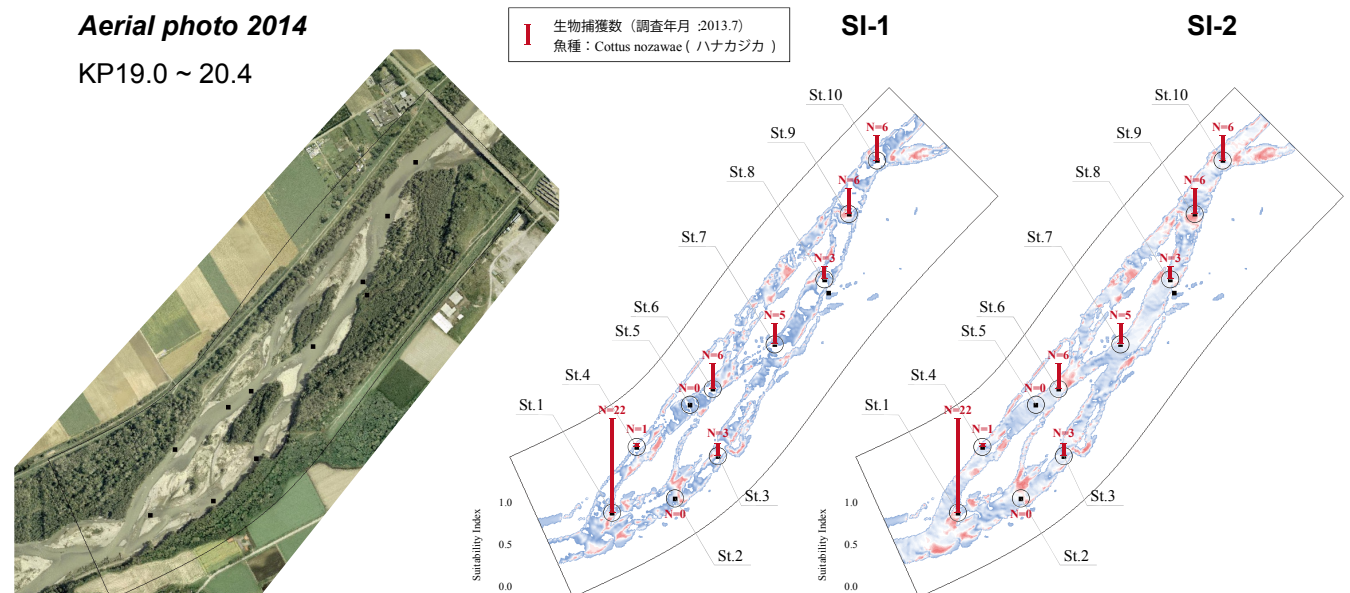 Aerial photo 2014
KP19.0 ~ 20.4
生物捕獲数（調査年月 :2013.7）
魚種：Cottus nozawae ( ハナカジカ )
SI-1
St.10
N=6
St.9
N=6
St.8
N=3
St.7
N=5
St.6
N=6
St.5
N=0
St.4
N=1
St.1
N=22
N=3
St.3
N=0
St.2
1.0
0.5
0.0
Suitability Index
SI-2
St.10
N=6
St.9
N=6
St.8
N=3
St.7
N=5
St.6
N=6
St.5
N=0
St.4
N=1
St.1
N=22
N=3
St.3
N=0
St.2
1.0
0.5
0.0
Suitability Index